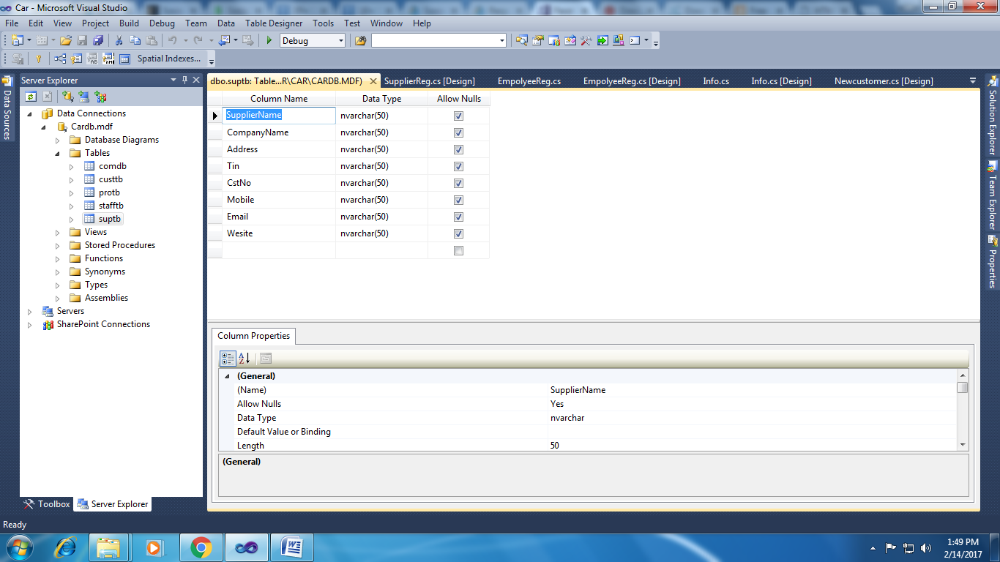 Car - Microsoft Visual Studio
File Edit View Project Build Debug Team Data Table Designer Tools Test Window Help
Debug
Spatial Indexes...
Data Sources
Server Explorer
Data Connections
Cardb.mdf
Database Diagrams
Tables
comdb
custtb
protb
stafftb
suptb
Views
Stored Procedures
Functions
Synonyms
Types
Assemblies
Servers
SharePoint Connections
Toolbox Server Explorer
dbo.suptb: Table...R\CAR\CARDB.MDF) SupplierReg.cs [Design] EmpolyeeReg.cs EmpolyeeReg.cs [Design] Info.cs Info.cs [Design] Newcustomer.cs [Design]
Column Name Data Type Allow Nulls
SupplierName nvarchar(50)
CompanyName nvarchar(50)
Address nvarchar(50)
Tin nvarchar(50)
CstNo nvarchar(50)
Mobile nvarchar(50)
Email nvarchar(50)
Wesite nvarchar(50)
Column Properties
(General)
(Name) SupplierName
Allow Nulls Yes
Data Type nvarchar
Default Value or Binding
Length 50
(General)
Solution Explorer
Team Explorer
Properties
Ready
1:49 PM
2/14/2017